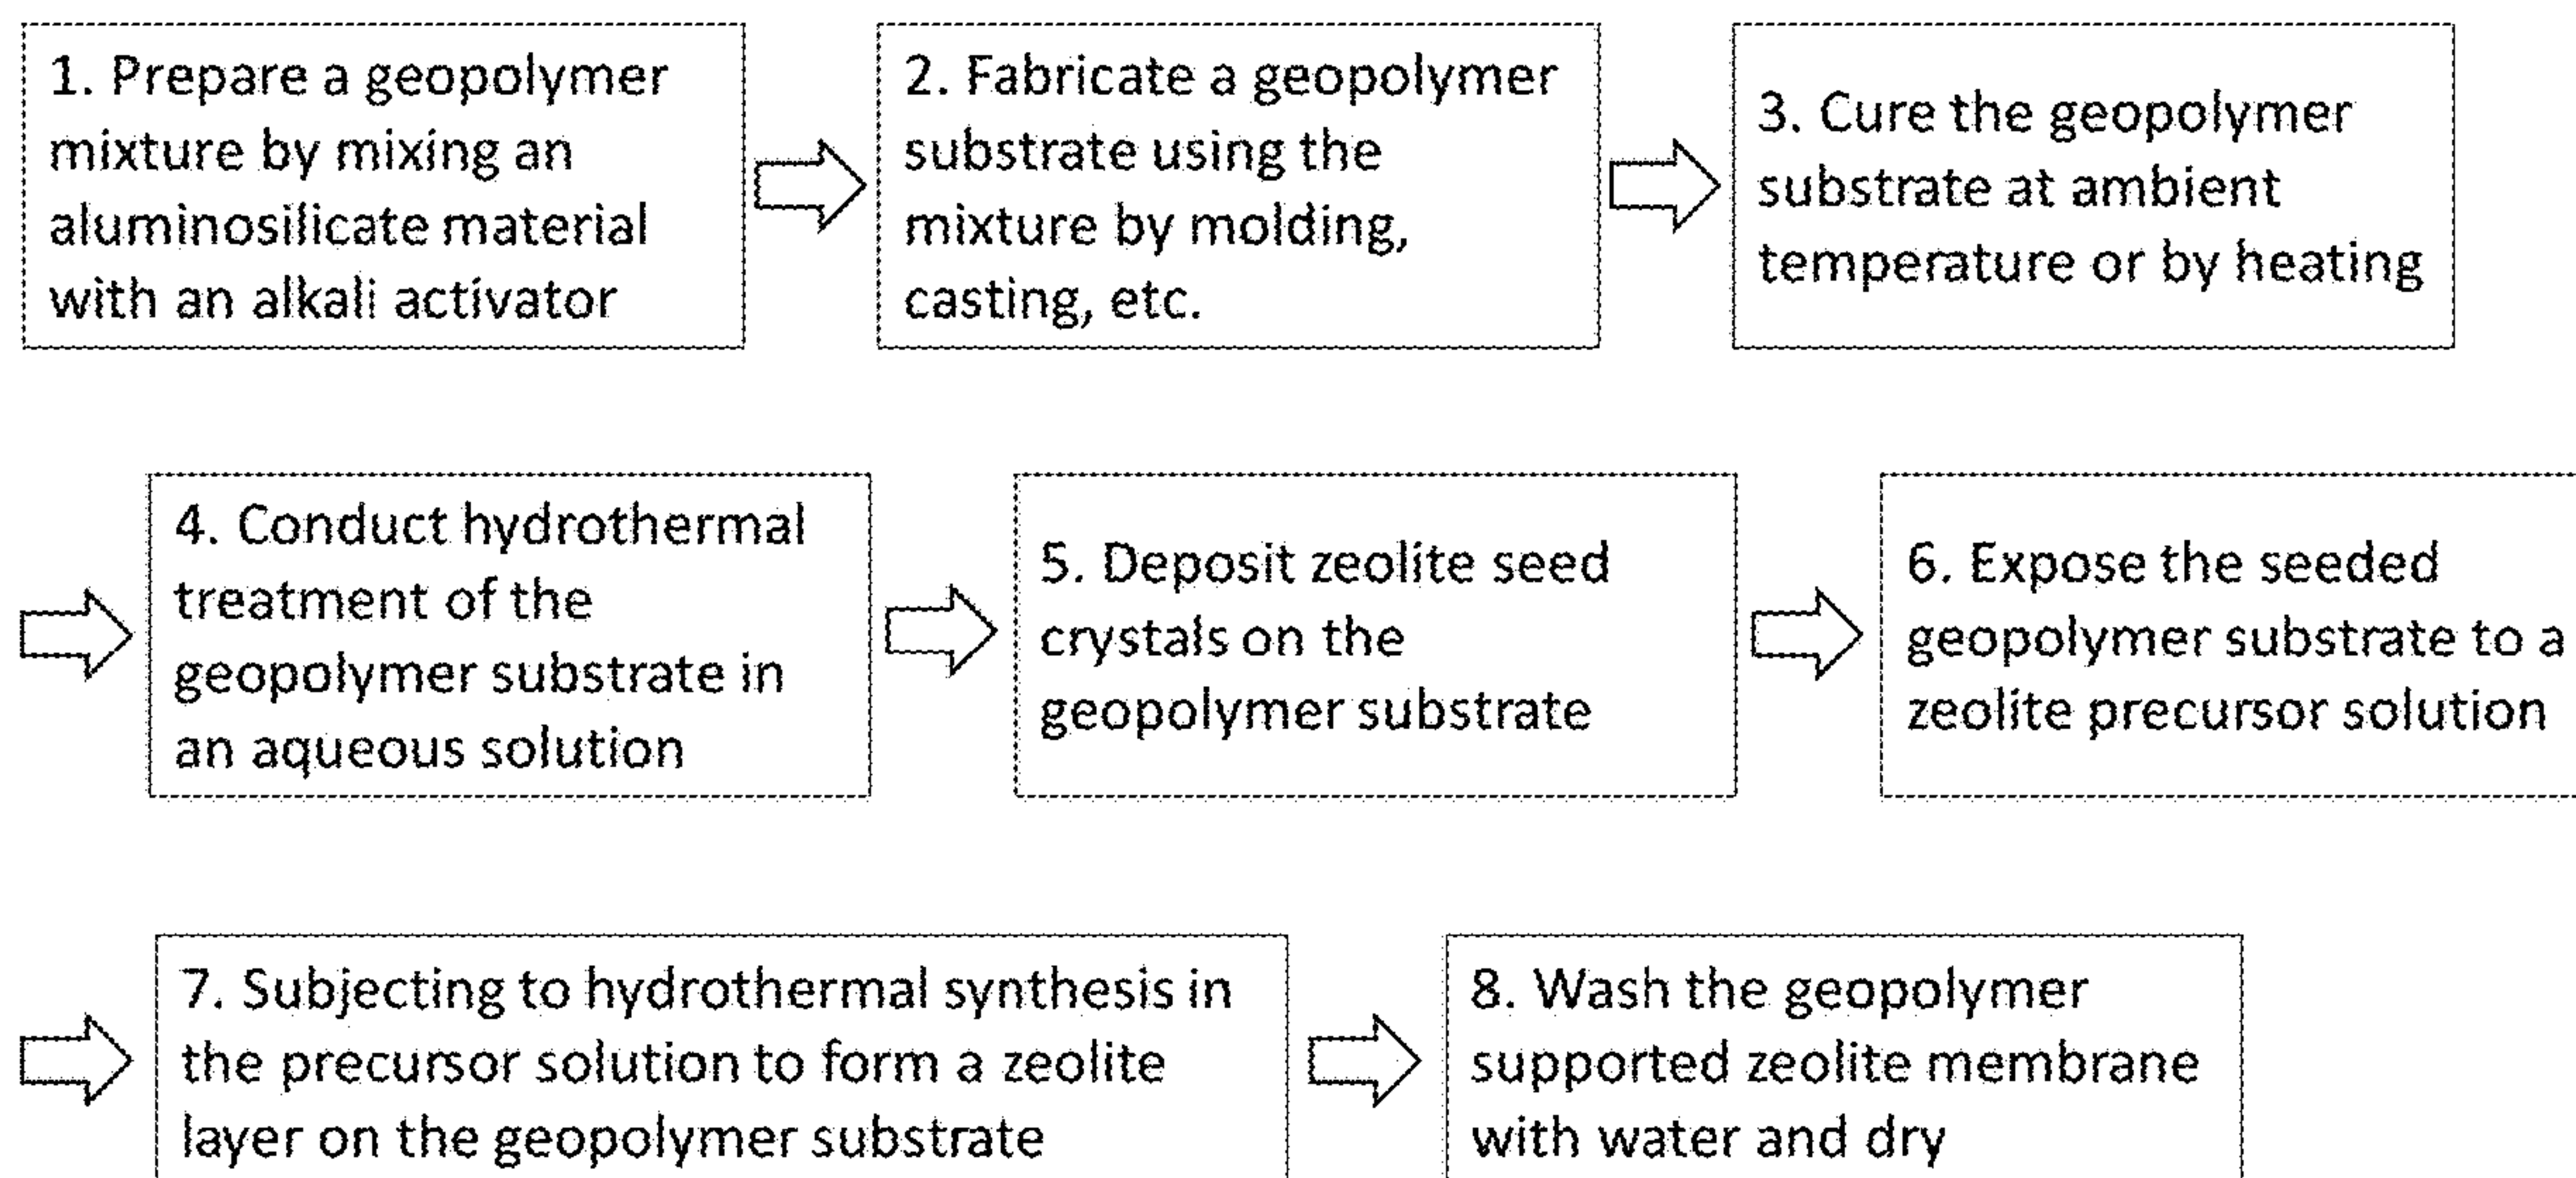 1. Prepare a geopolymer
mixture by mixing an
aluminosilicate material
with an alkali activator
2. Fabricate a geopolymer
substrate using the
mixture by molding,
casting, etc.
3. Cure the geopolymer
substrate at ambient
temperature or by heating
4. Conduct hydrothermal
treatment of the
geopolymer substrate in
an aqueous solution
5. Deposit zeolite seed
crystals on the
geopolymer substrate
6. Expose the seeded
geopolymer substrate to a
zeolite precursor solution
7. Subjecting to hydrothermal synthesis in
the precursor solution to form a zeolite
layer on the geopolymer substrate
8. Wash the geopolymer
supported zeolite membrane
with water and dry